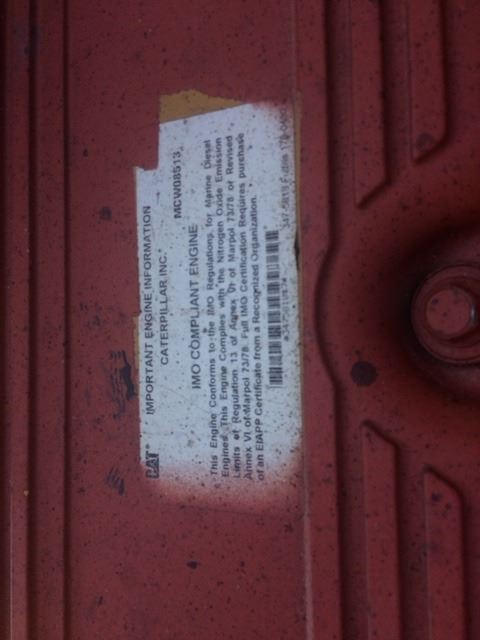 CAT®
IMPORTANT ENGINE INFORMATION
CATERPILLAR INC.
MCW08513
IMO COMPLIANT ENGINE
This Engine Conforms to the IMO Regulations for Marine Diesel
Engines. This Engine Complies with the Nitrogen Oxide Emission
Limits of Regulation 13 of Annex VI of Marpol 73/78 or Revised
Annex VI of Marpol 73/78. Full IMO Certification Requires purchase
of an EIAPP Certificate from a Recognized Organization.